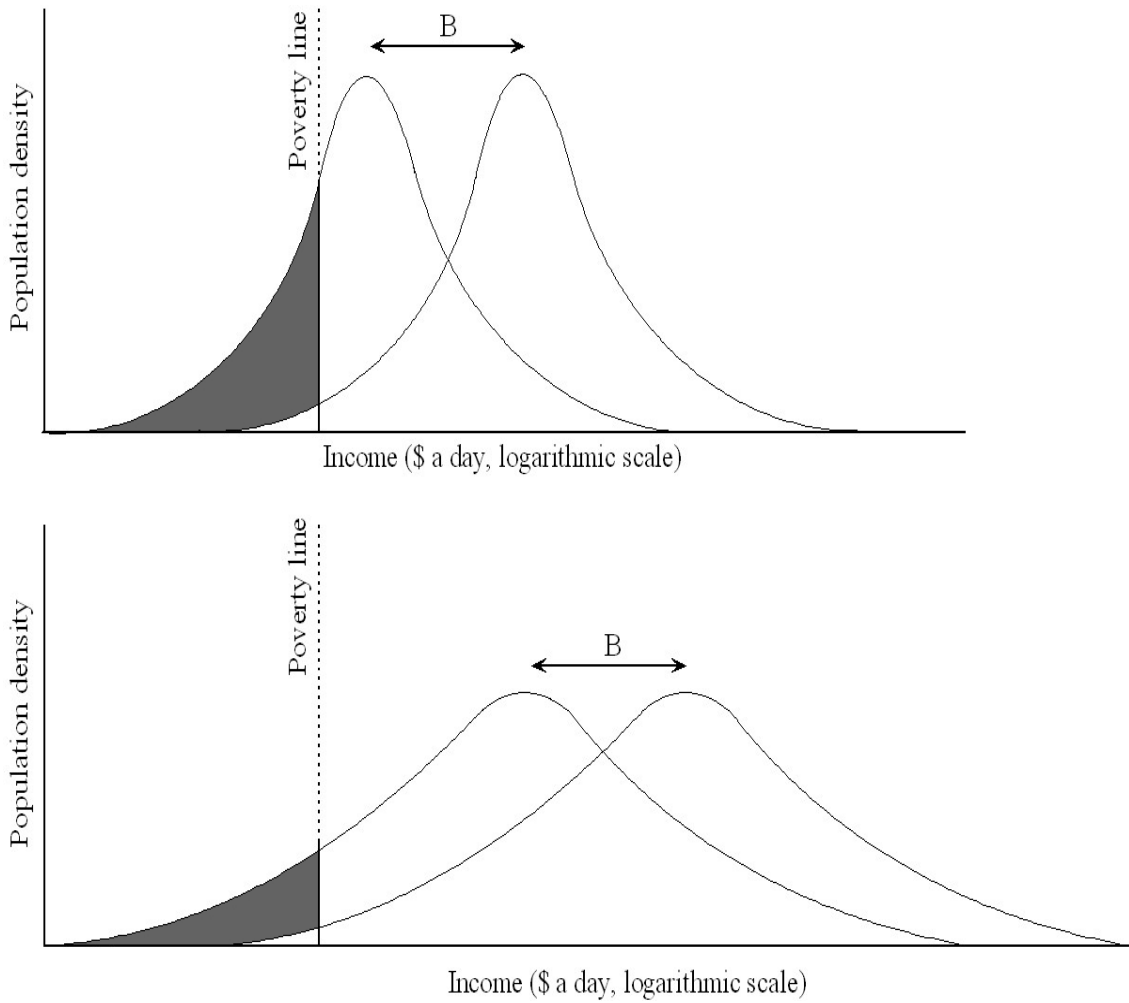 B
Poverty line
Population density
Income ($ a day, logarithmic scale)
Poverty line
B
Population density
Income ($ a day, logarithmic scale)